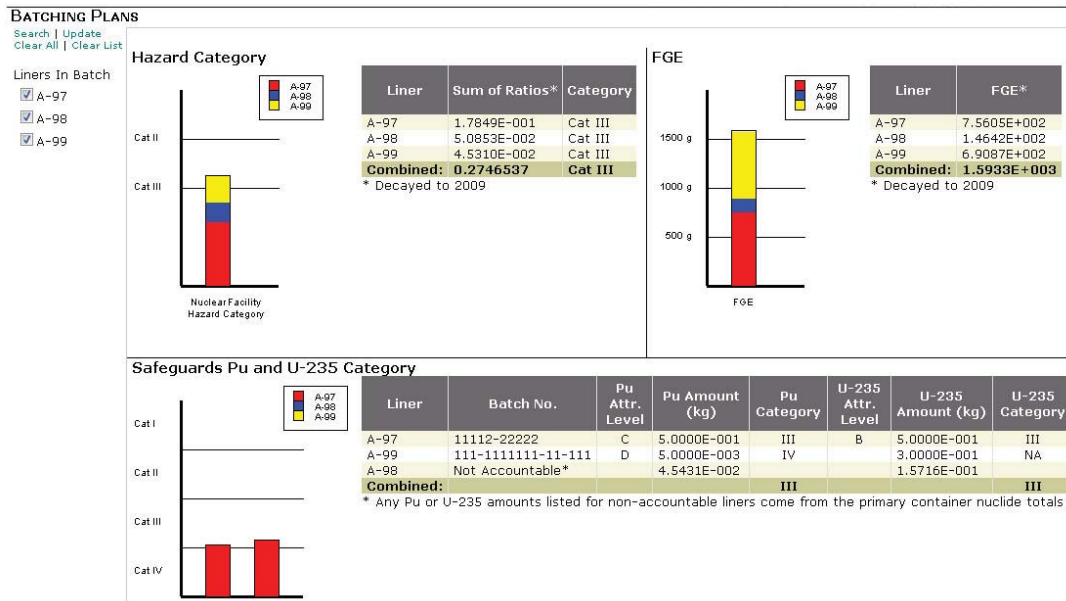 BATCHING PLANS
Search | Update
Clear All | Clear List
Liners In Batch
A-97
A-98
A-99
Hazard Category
A-97
A-98
A-99
Cat II
Cat III
Nuclear Facility
Hazard Category
Liner Sum of Ratios* Category
A-97 1.7849E-001 Cat III
A-98 5.0853E-002 Cat III
A-99 4.5310E-002 Cat III
Combined: 0.2746537 Cat III
* Decayed to 2009
FGE
A-97
A-98
A-99
1500 g
1000 g
500 g
FGE
Liner FGE*
A-97 7.5605E+002
A-98 1.4642E+002
A-99 6.9087E+002
Combined: 1.5933E+003
* Decayed to 2009
Safeguards Pu and U-235 Category
A-97
A-98
A-99
Cat I
Cat II
Cat III
Cat IV
Liner Batch No. Pu Attr. Level Pu Amount (kg) Pu Category U-235 Attr. Level U-235 Amount (kg) U-235 Category
A-97 11112-22222 C 5.0000E-001 III B 5.0000E-001 III
A-99 111-1111111-11-111 D 5.0000E-003 IV 3.0000E-001 NA
A-98 Not Accountable* 4.5431E-002 1.5716E-001
Combined: III III
* Any Pu or U-235 amounts listed for non-accountable liners come from the primary container nuclide totals